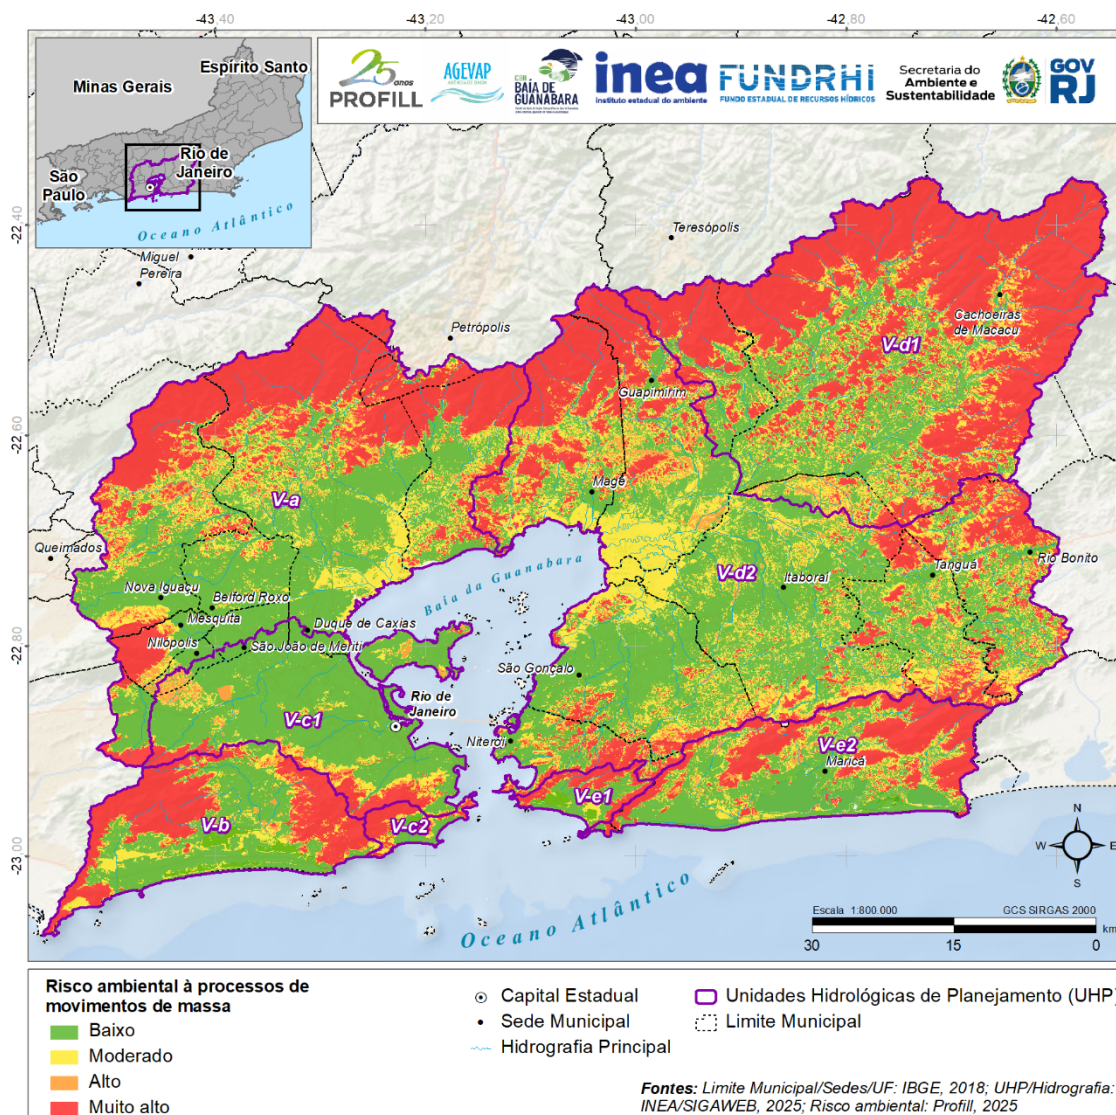 -43,40
-43,20
-43,00
-42,80
-42,60
Minas Gerais
Espírito Santo
Rio de
Janeiro
São
Paulo
Oceano Atlântico
25 anos
PROFILL
AGEVAP
CBH
BAÍA DE
GUANABARA
inea
instituto estadual do ambiente
FUNDRHI
FUNDO ESTADUAL DE RECURSOS HÍDRICOS
Secretaria do
Ambiente e
Sustentabilidade
GOV
RJ
-22,40
-22,60
-22,80
-23,00
Miguel
Pereira
Teresópolis
Petrópolis
Cachoeiras
de Macacu
V-d1
Guapimirim
Magé
V-a
Queimados
Nova Iguaçu
Belford Roxo
Mesquita
Nilópolis
Duque de Caxias
São João de Meriti
Baía da Guanabara
V-d2
Itaboraí
Tanguá
Rio Bonito
São Gonçalo
Rio de
Janeiro
V-c1
Niterói
V-e2
Maricá
V-e1
V-b
V-c2
Oceano Atlântico
N
W
E
S
Escala 1:800.000
GCS SIRGAS 2000
km
30
15
0
Risco ambiental à processos de
movimentos de massa
Baixo
Moderado
Alto
Muito alto
Capital Estadual
Sede Municipal
Hidrografia Principal
Unidades Hidrológicas de Planejamento (UHP)
Limite Municipal
Fontes: Limite Municipal/Sedes/UF: IBGE, 2018; UHP/Hidrografia:
INEA/SIGAWEB, 2025; Risco ambiental: Profill, 2025